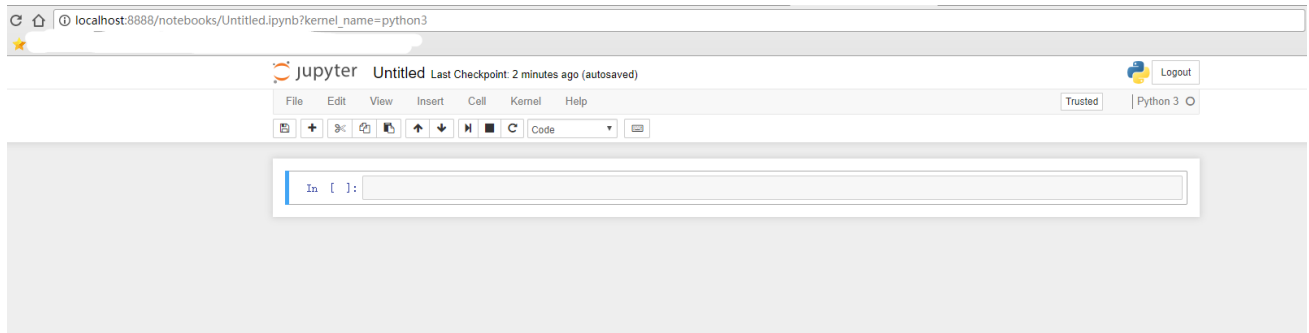 localhost:8888/notebooks/Untitled.ipynb?kernel_name=python3
jupyter Untitled Last Checkpoint: 2 minutes ago (autosaved) Logout
File Edit View Insert Cell Kernel Help Trusted Python 3
Code
In [ ]: